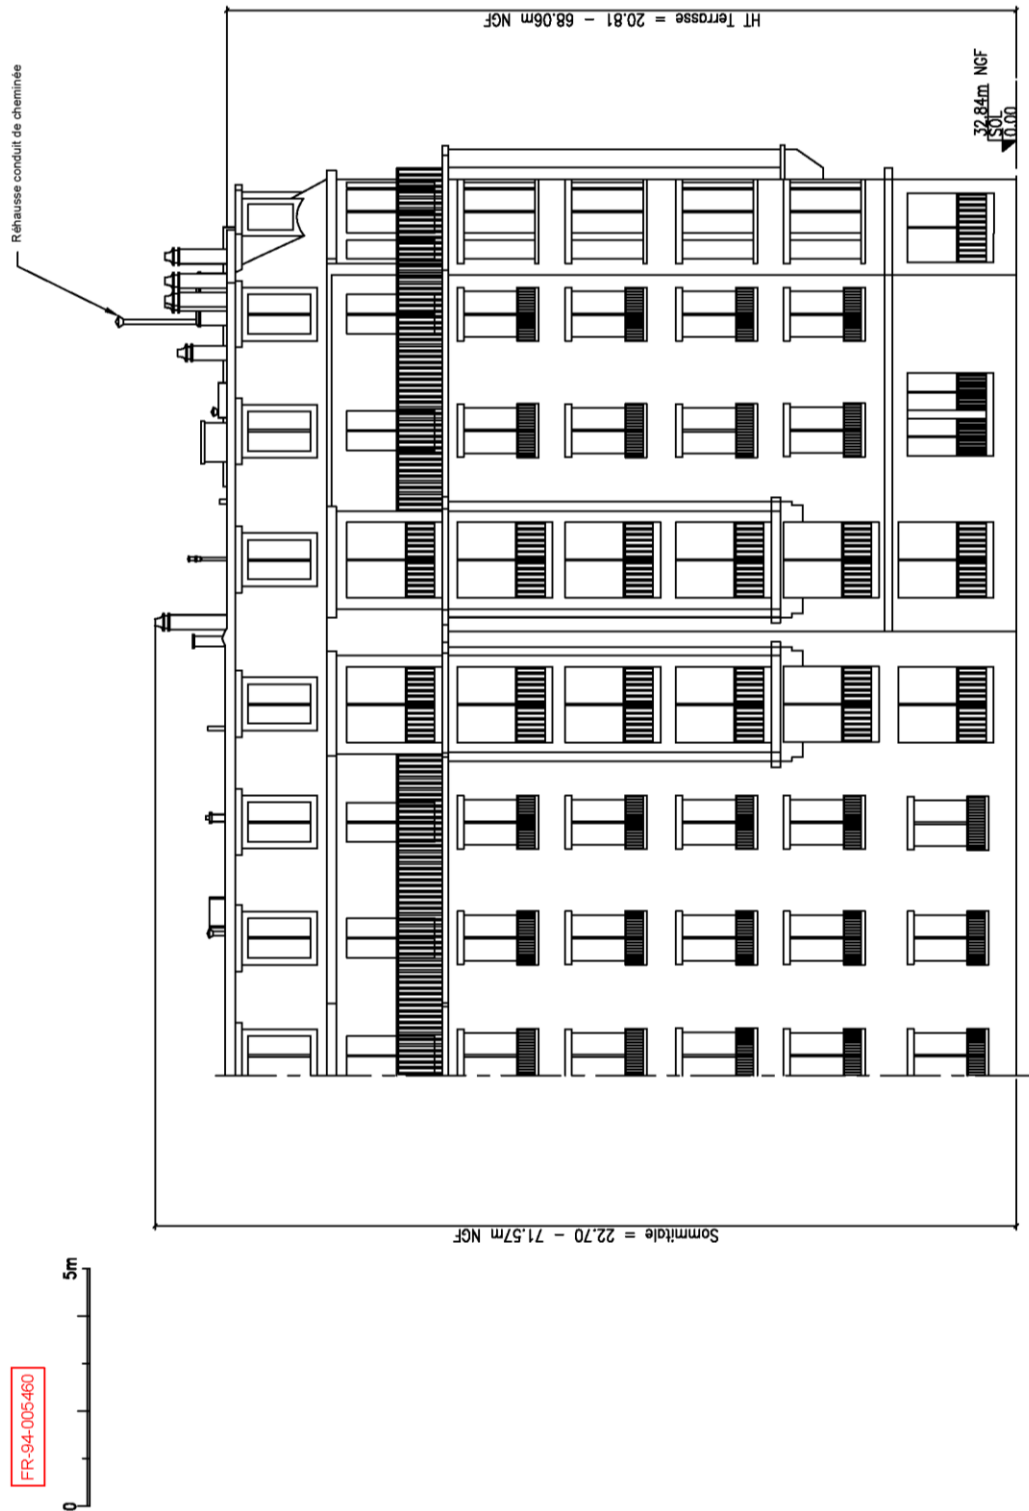 Réhausse conduit de cheminée
HT Terrasse = 20.81 - 68.06m NGF
32.84m NGF
SOL
0.00
Sommitale = 22.70 - 71.57m NGF
0
5m
FR-94-005460